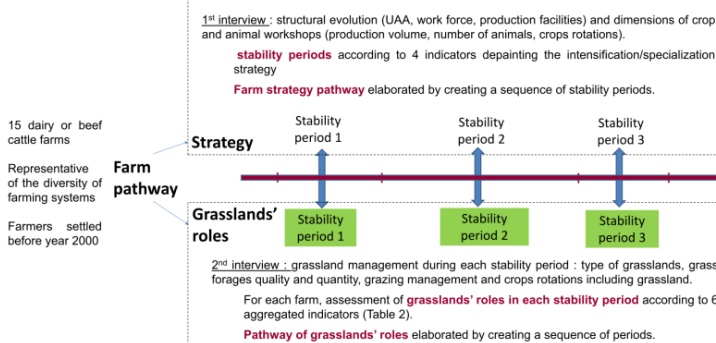 1st interview : structural evolution (UAA, work force, production facilities) and dimensions of crop
and animal workshops (production volume, number of animals, crops rotations).
stability periods according to 4 indicators depainting the intensification/specialization
strategy
Farm strategy pathway elaborated by creating a sequence of stability periods.
15 dairy or beef
cattle farms
Representative
of the diversity of
farming systems
Farmers settled
before year 2000
Farm
pathway
Strategy
Stability
period 1
Stability
period 2
Stability
period 3
Grasslands'
roles
Stability
period 1
Stability
period 2
Stability
period 3
2nd interview : grassland management during each stability period : type of grasslands, grass
forages quality and quantity, grazing management and crops rotations including grassland.
For each farm, assessment of grasslands' roles in each stability period according to 6
aggregated indicators (Table 2).
Pathway of grasslands' roles elaborated by creating a sequence of periods.